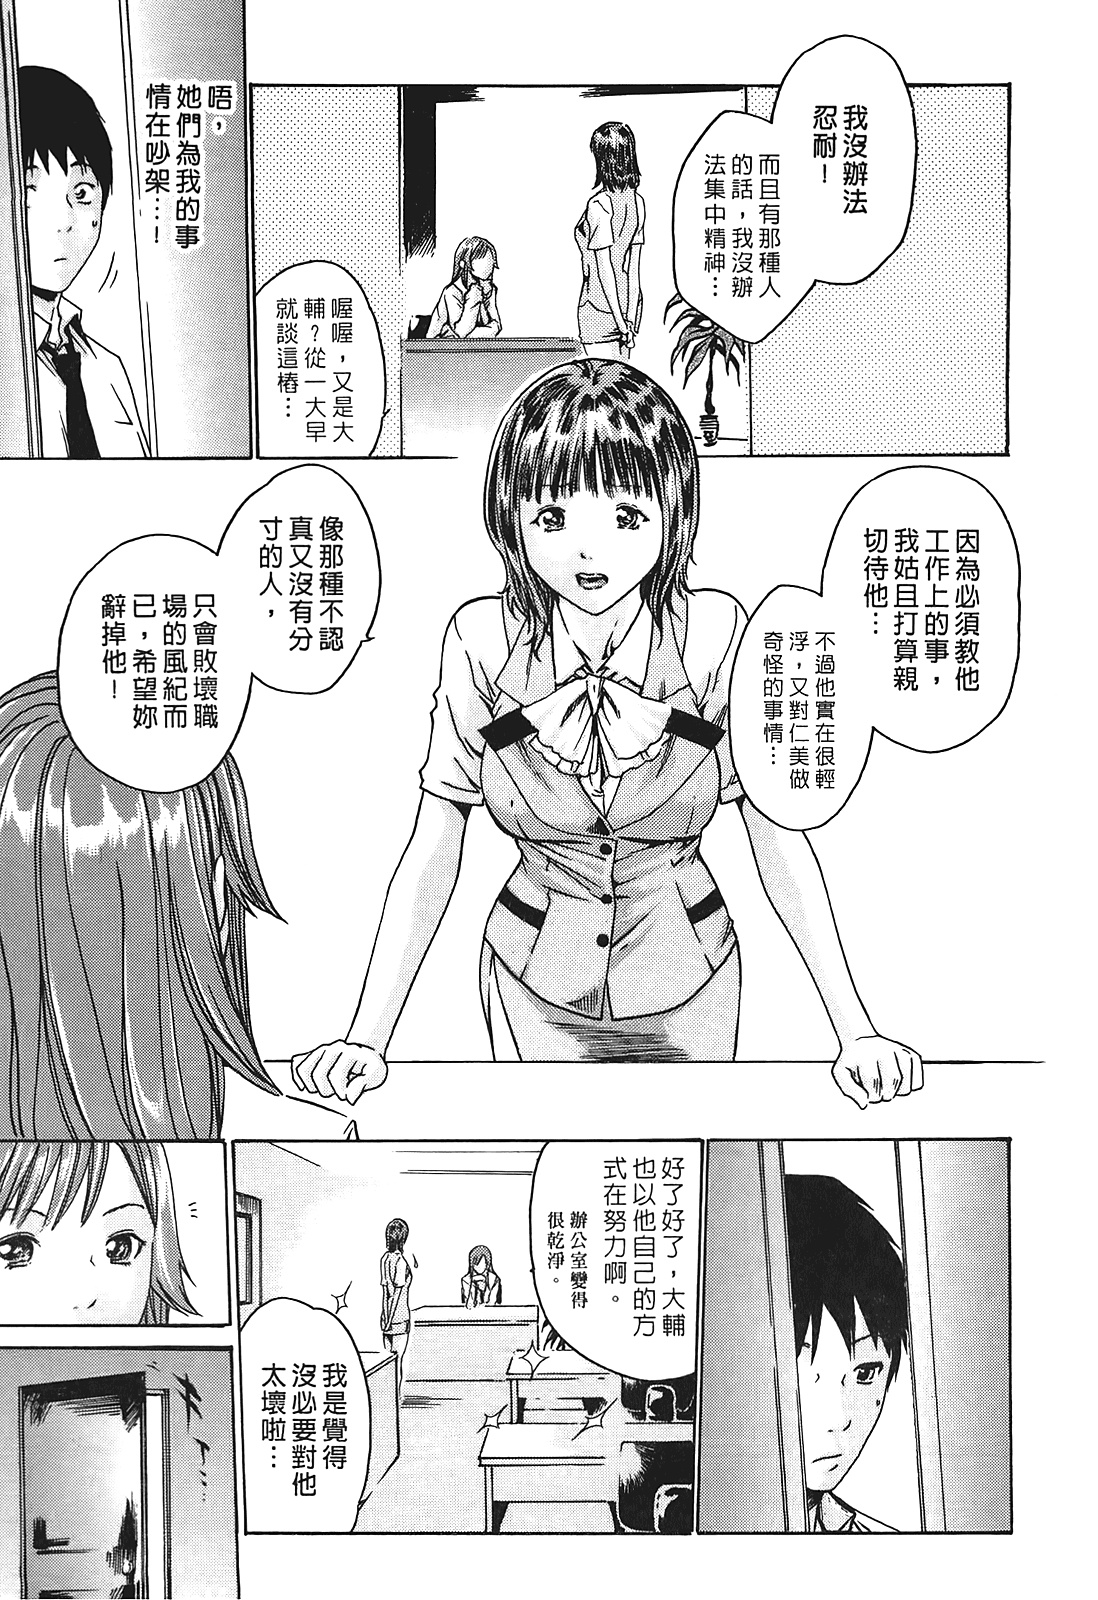 我沒辦法
忍耐！
而且有那種人
的話，我沒辦
法集中精神…
喔喔，又是大
輔？從一大早
就談這樁…
唔，
她們為我的事
情在吵架…！
因為必須教他
工作上的事，
我姑且打算親
切待他…
不過他實在很輕
浮，又對仁美做
奇怪的事情…
像那種不認
真又沒有分
寸的人，
只會敗壞職
場的風紀而
已，希望妳
辭掉他！
好了好了，大輔
也以他自己的方
式在努力啊。
辦公室變得
很乾淨。
我是覺得
沒必要對他
太壞啦…
ギィ…